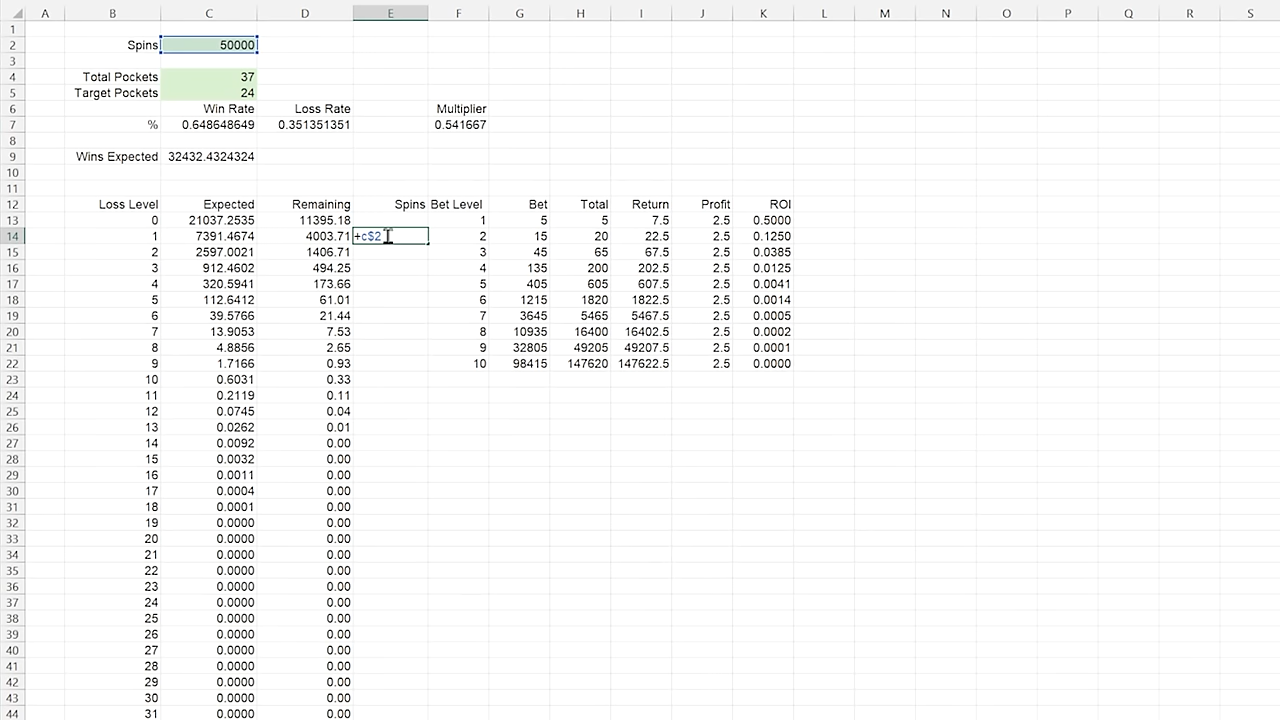 A B C D E F G H I J K L M N O P Q R S
1
2 Spins 50000
3
4 Total Pockets 37
5 Target Pockets 24
6 Win Rate Loss Rate Multiplier
7 % 0.648648649 0.351351351 0.541667
8
9 Wins Expected 32432.4324324
10
11
12 Loss Level Expected Remaining Spins Bet Level Bet Total Return Profit ROI
13 0 21037.2535 11395.18 1 5 5 7.5 2.5 0.5000
14 1 7391.4674 4003.71 +c$2 2 15 20 22.5 2.5 0.1250
15 2 2597.0021 1406.71 3 45 65 67.5 2.5 0.0385
16 3 912.4602 494.25 4 135 200 202.5 2.5 0.0125
17 4 320.5941 173.66 5 405 605 607.5 2.5 0.0041
18 5 112.6412 61.01 6 1215 1820 1822.5 2.5 0.0014
19 6 39.5766 21.44 7 3645 5465 5467.5 2.5 0.0005
20 7 13.9053 7.53 8 10935 16400 16402.5 2.5 0.0002
21 8 4.8856 2.65 9 32805 49205 49207.5 2.5 0.0001
22 9 1.7166 0.93 10 98415 147620 147622.5 2.5 0.0000
23 10 0.6031 0.33
24 11 0.2119 0.11
25 12 0.0745 0.04
26 13 0.0262 0.01
27 14 0.0092 0.00
28 15 0.0032 0.00
29 16 0.0011 0.00
30 17 0.0004 0.00
31 18 0.0001 0.00
32 19 0.0000 0.00
33 20 0.0000 0.00
34 21 0.0000 0.00
35 22 0.0000 0.00
36 23 0.0000 0.00
37 24 0.0000 0.00
38 25 0.0000 0.00
39 26 0.0000 0.00
40 27 0.0000 0.00
41 28 0.0000 0.00
42 29 0.0000 0.00
43 30 0.0000 0.00
44 31 0.0000 0.00